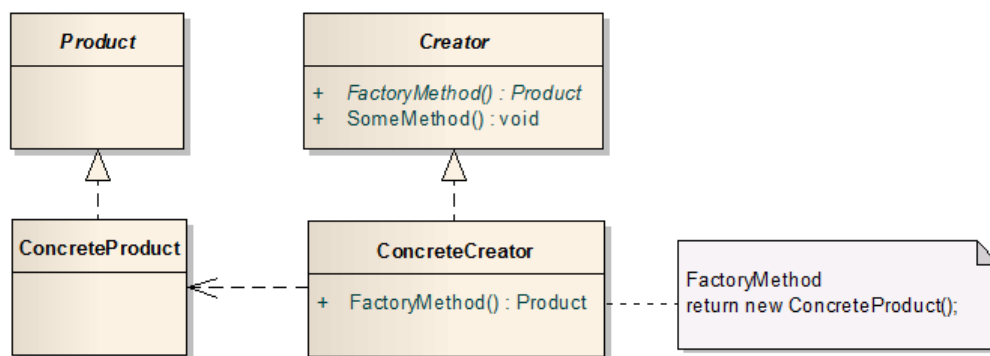 Product
Creator
+ FactoryMethod() : Product
+ SomeMethod() : void
ConcreteProduct
ConcreteCreator
+ FactoryMethod() : Product
FactoryMethod
return new ConcreteProduct();